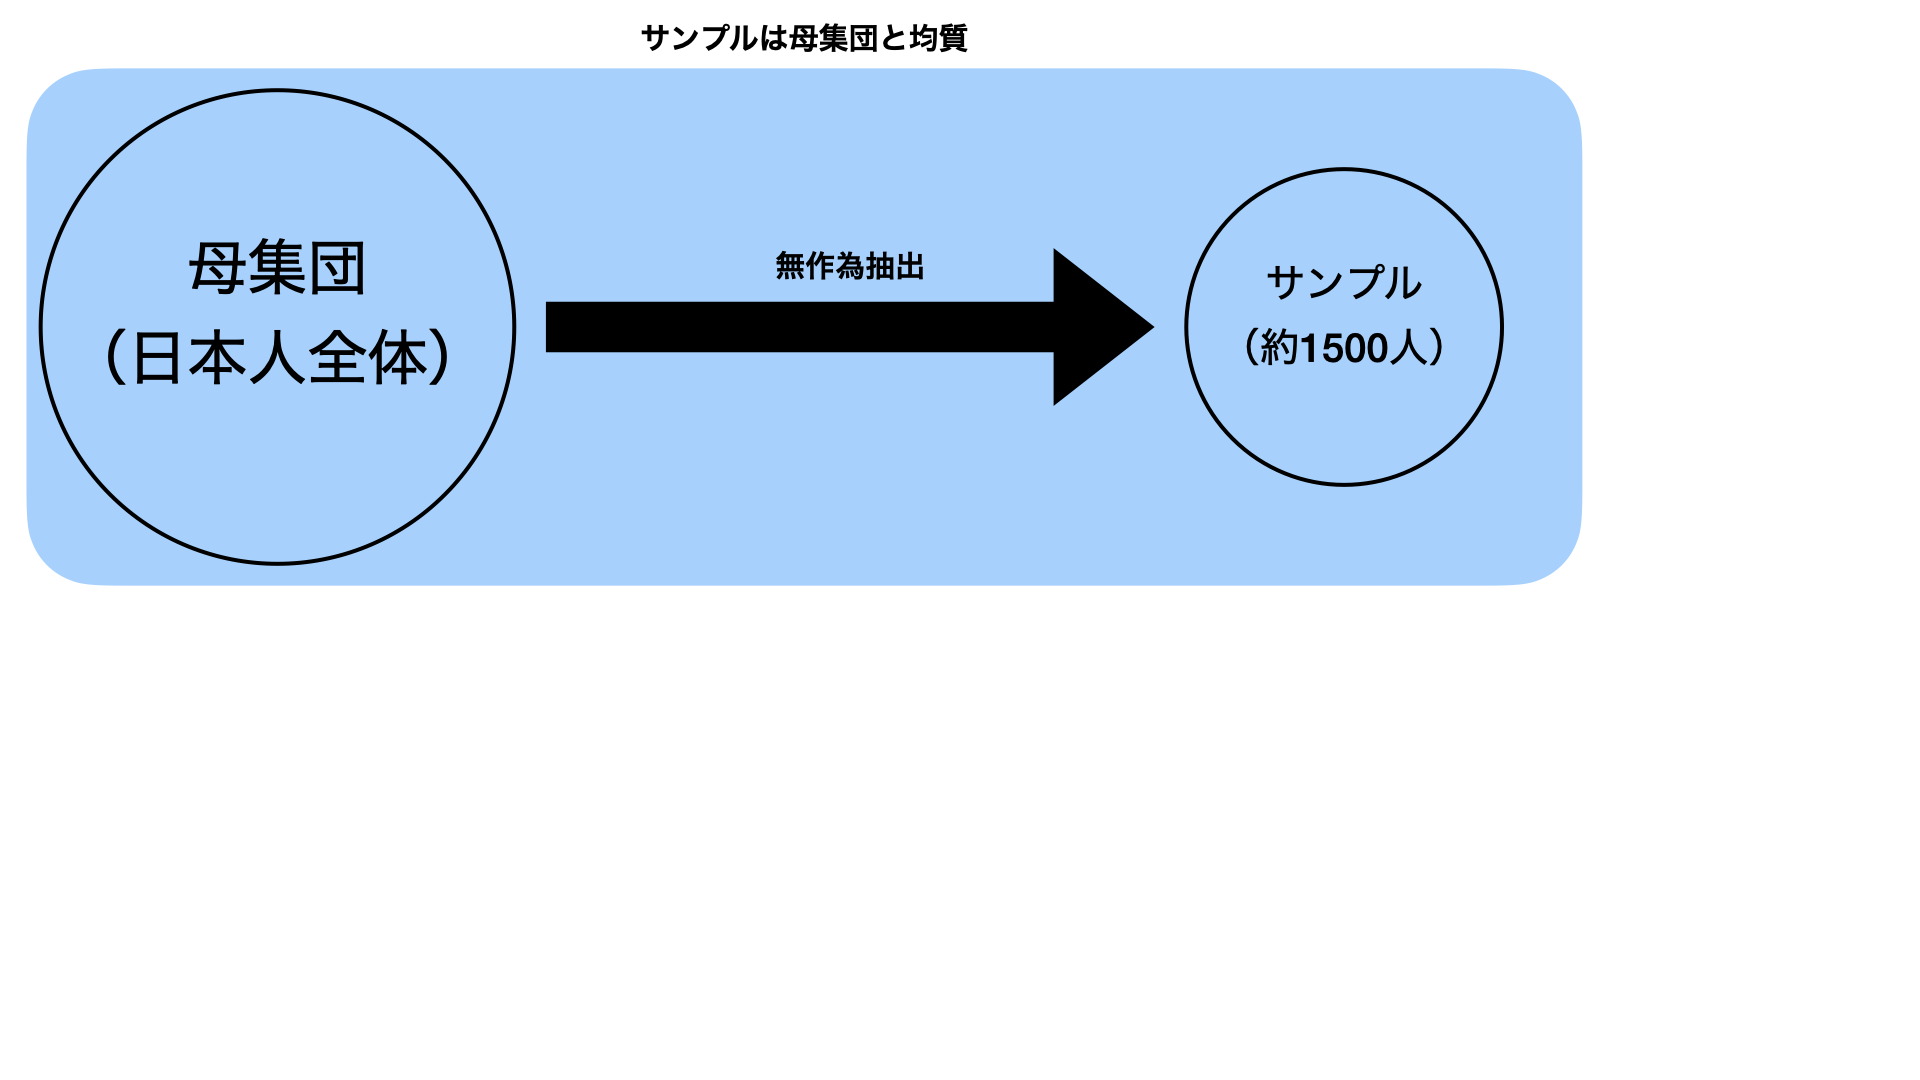 サンプルは母集団と均質
母集団
（日本人全体）
無作為抽出
サンプル
（約1500人）